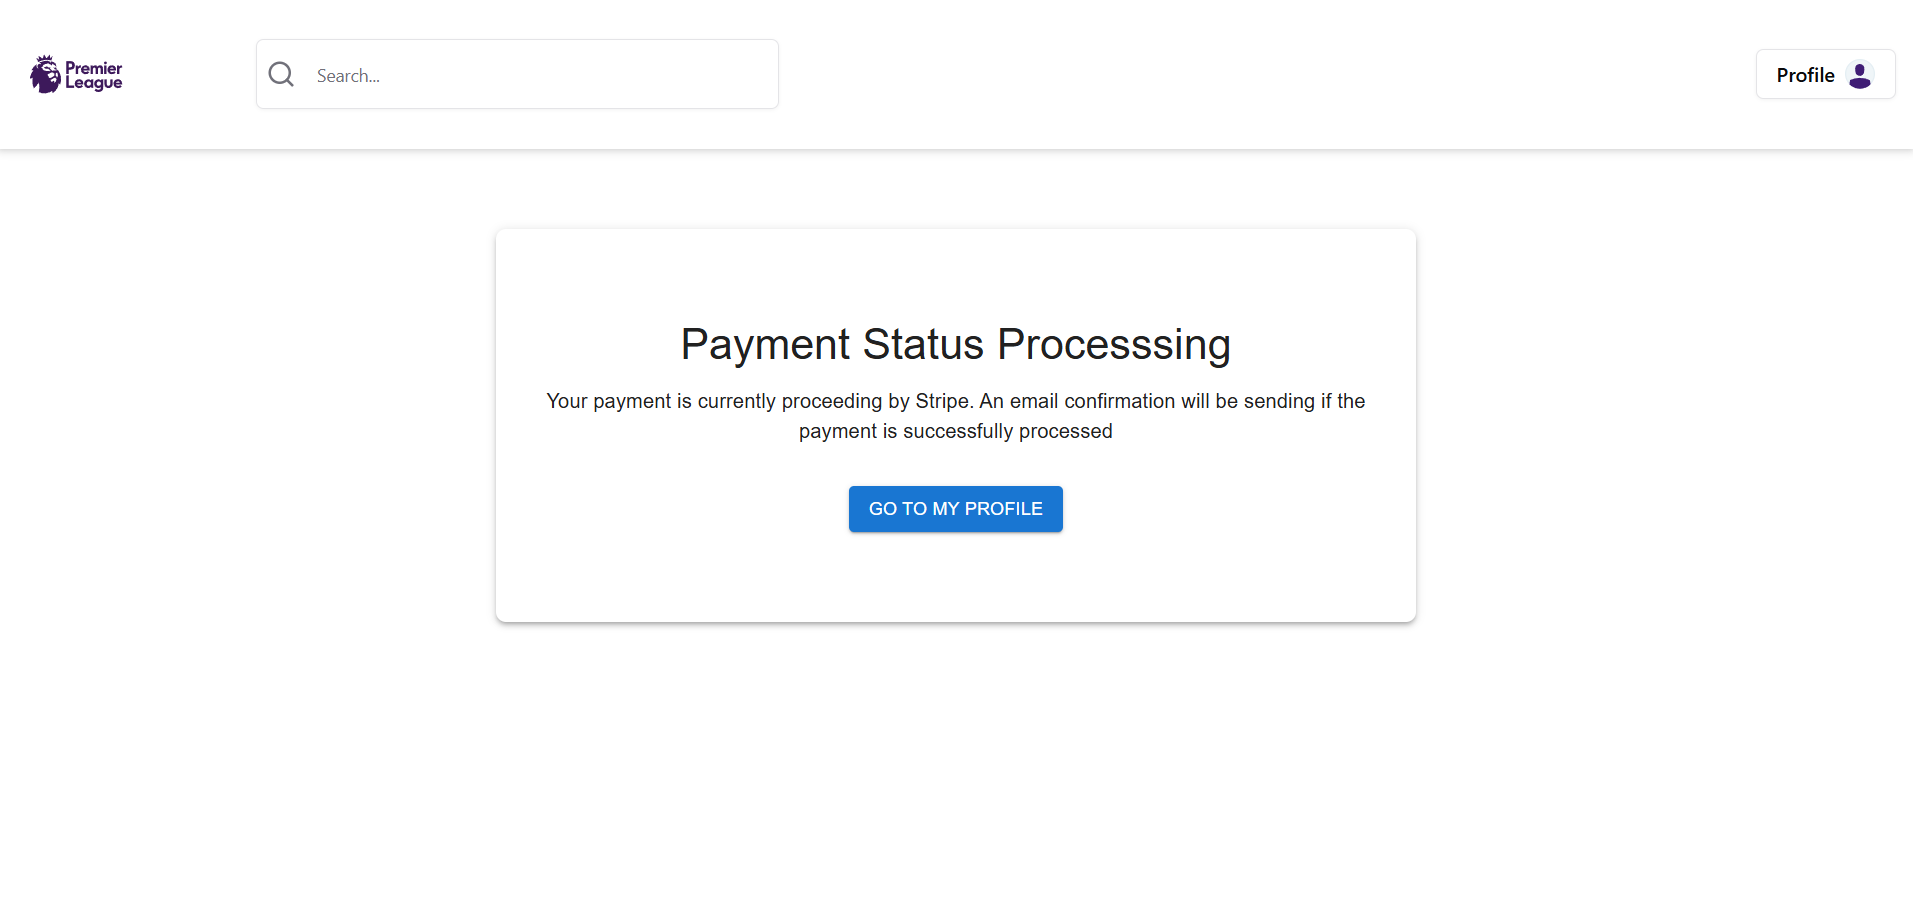 Premier
League
Search...
Profile
Payment Status Processsing
Your payment is currently proceeding by Stripe. An email confirmation will be sending if the
payment is successfully processed
GO TO MY PROFILE